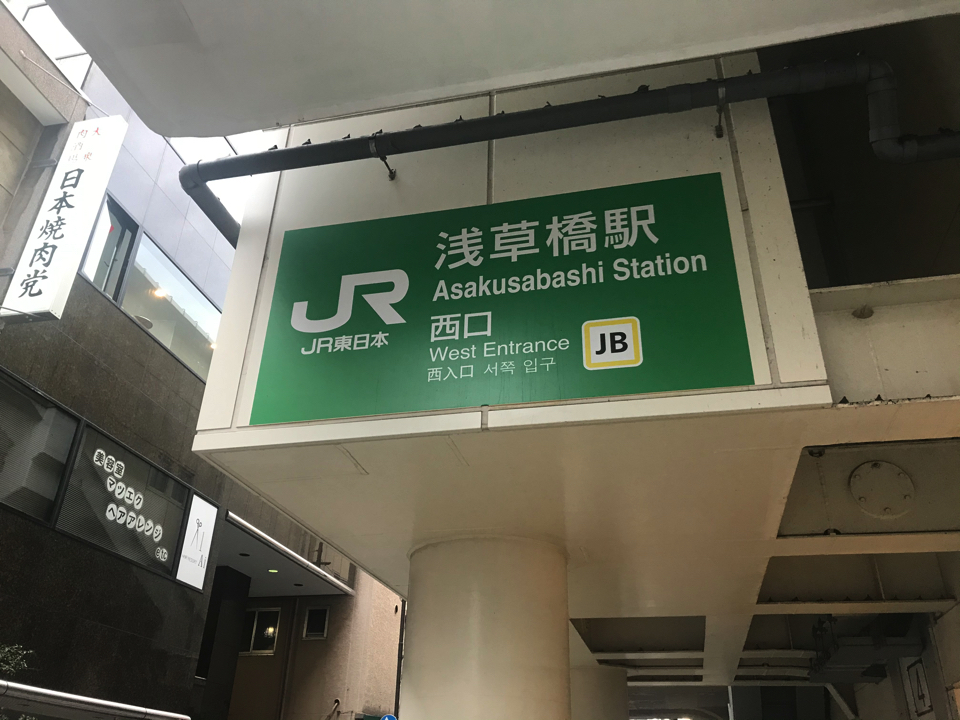 浅草橋駅
Asakusabashi Station
JR
JR東日本
西口
West Entrance
西入口 서쪽 입구
JB
日本焼肉党
美容室
マツエク
ヘアアレンジ
etc